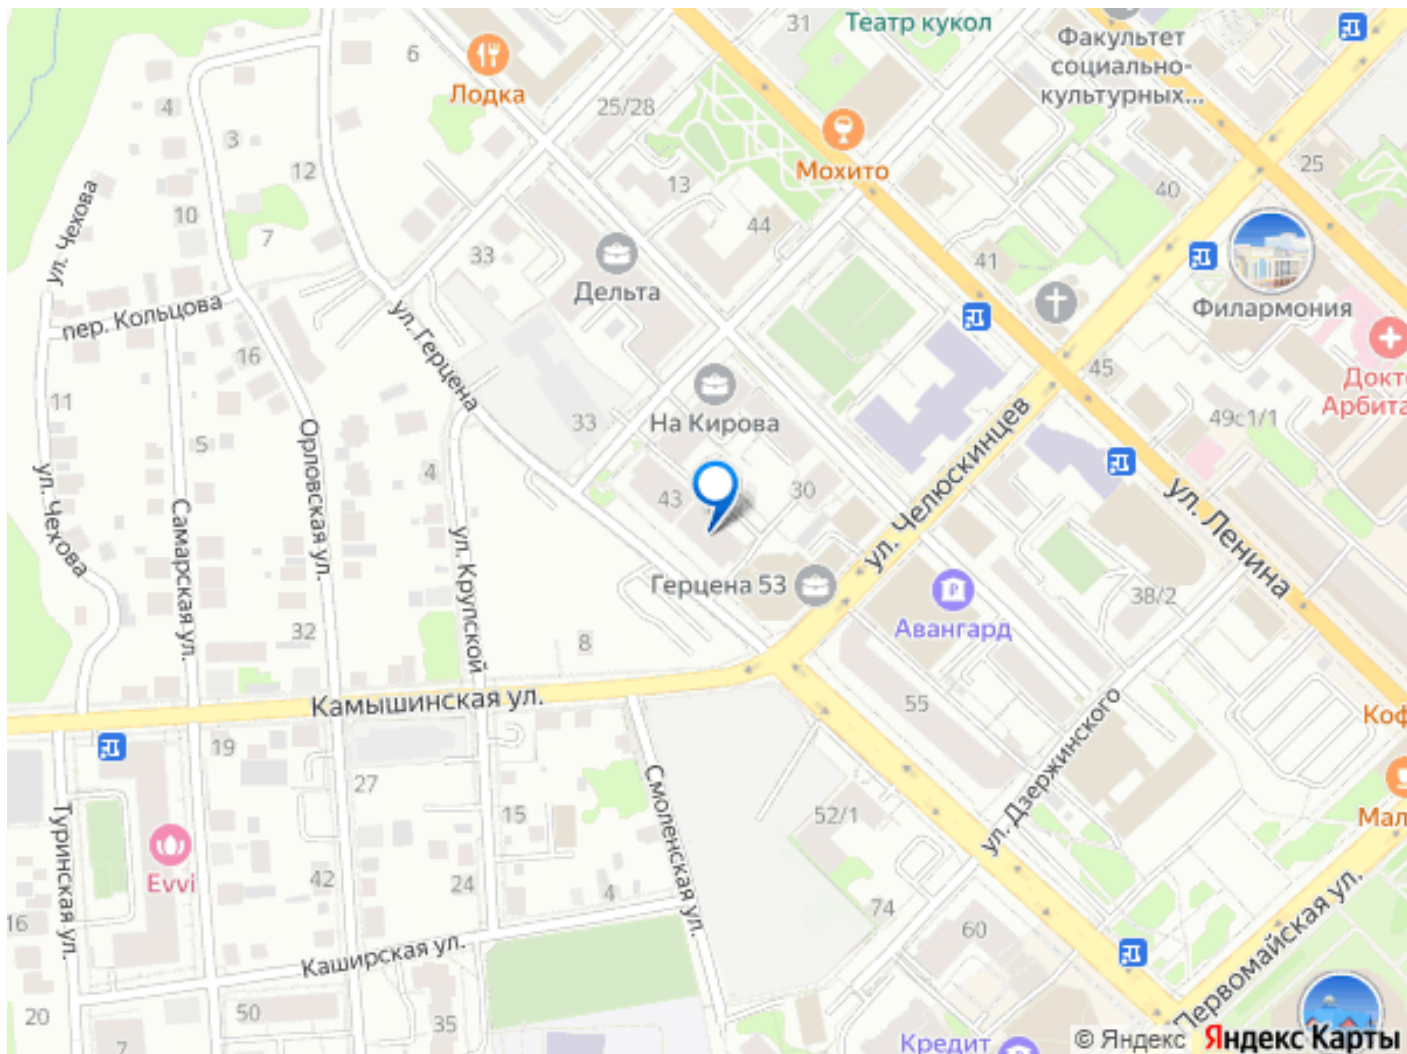 31
Театр кукол
Факультет
социально-
культурных...
6
Лодка
25/28
4
3
12
Мохито
25
13
40
ул. Чехова
10
7
44
33
41
Дельта
Филармония
пер. Кольцова
ул. Герцена
16
45
Докт
Арбита
11
5
33
На Кирова
49с1/1
Орловская ул.
4
43
30
ул. Челюскинцев
ул. Чехова
Самарская ул.
ул. Крупской
ул. Ленина
Герцена 53
38/2
Авангард
32
8
Камышинская ул.
55
ул. Дзержинского
Коф
19
27
Смоленская ул.
15
52/1
Мал
Туринская ул.
Evvi
42
24
4
74
16
60
Каширская ул.
Первомайская ул.
20
50
35
7
Кредит
© Яндекс Яндекс Карты